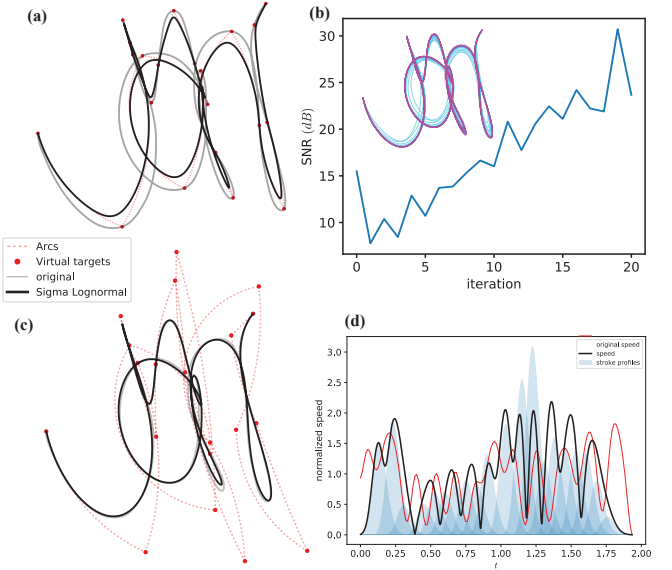 (a)
(b)
SNR (dB)
30
25
20
15
10
0 5 10 15 20
iteration
Arcs
Virtual targets
original
Sigma Lognormal
(c)
(d)
original speed
speed
stroke profiles
normalized speed
3.0
2.5
2.0
1.5
1.0
0.5
0.0
0.00 0.25 0.50 0.75 1.00 1.25 1.50 1.75 2.00
t